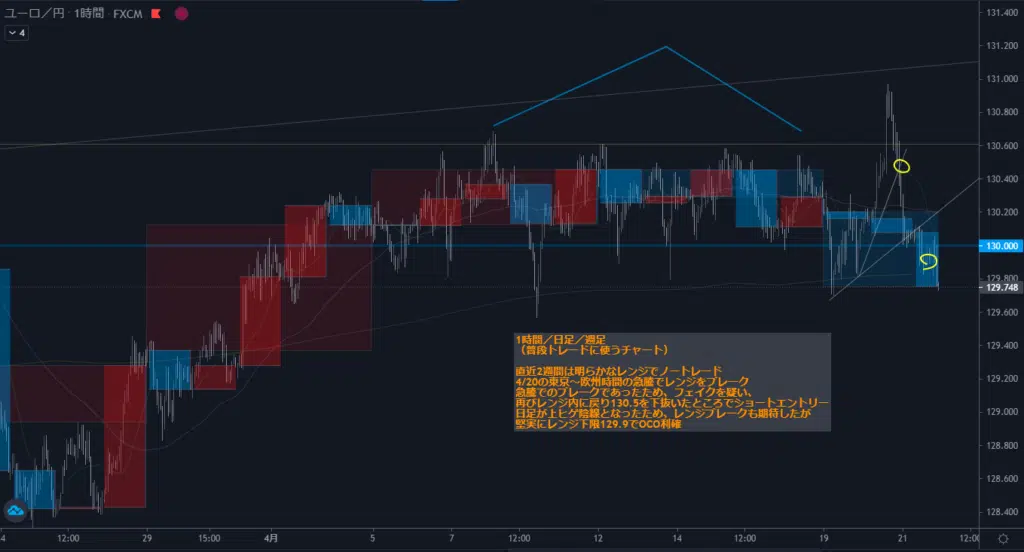 ユーロ／円・1時間・FXCM
4
131.400
131.200
131.000
130.800
130.600
130.400
130.200
130.000
129.800
129.748
129.600
129.400
129.200
129.000
128.800
128.600
128.400
1時間／日足／週足
（普段トレードに使うチャート）
直近2週間は明らかなレンジでノートレード
4/20の東京～欧州時間の急騰でレンジをブレーク
急騰でのブレークであったため、フェイクを疑い、
再びレンジ内に戻り130.5を下抜いたところでショートエントリー
日足が上ヒゲ陰線となったため、レンジブレークも期待したが
堅実にレンジ下限129.9でOCO利確
4 12:00 29 15:00 4月 5 7 12:00 12 14 12:00 19 21 12:00